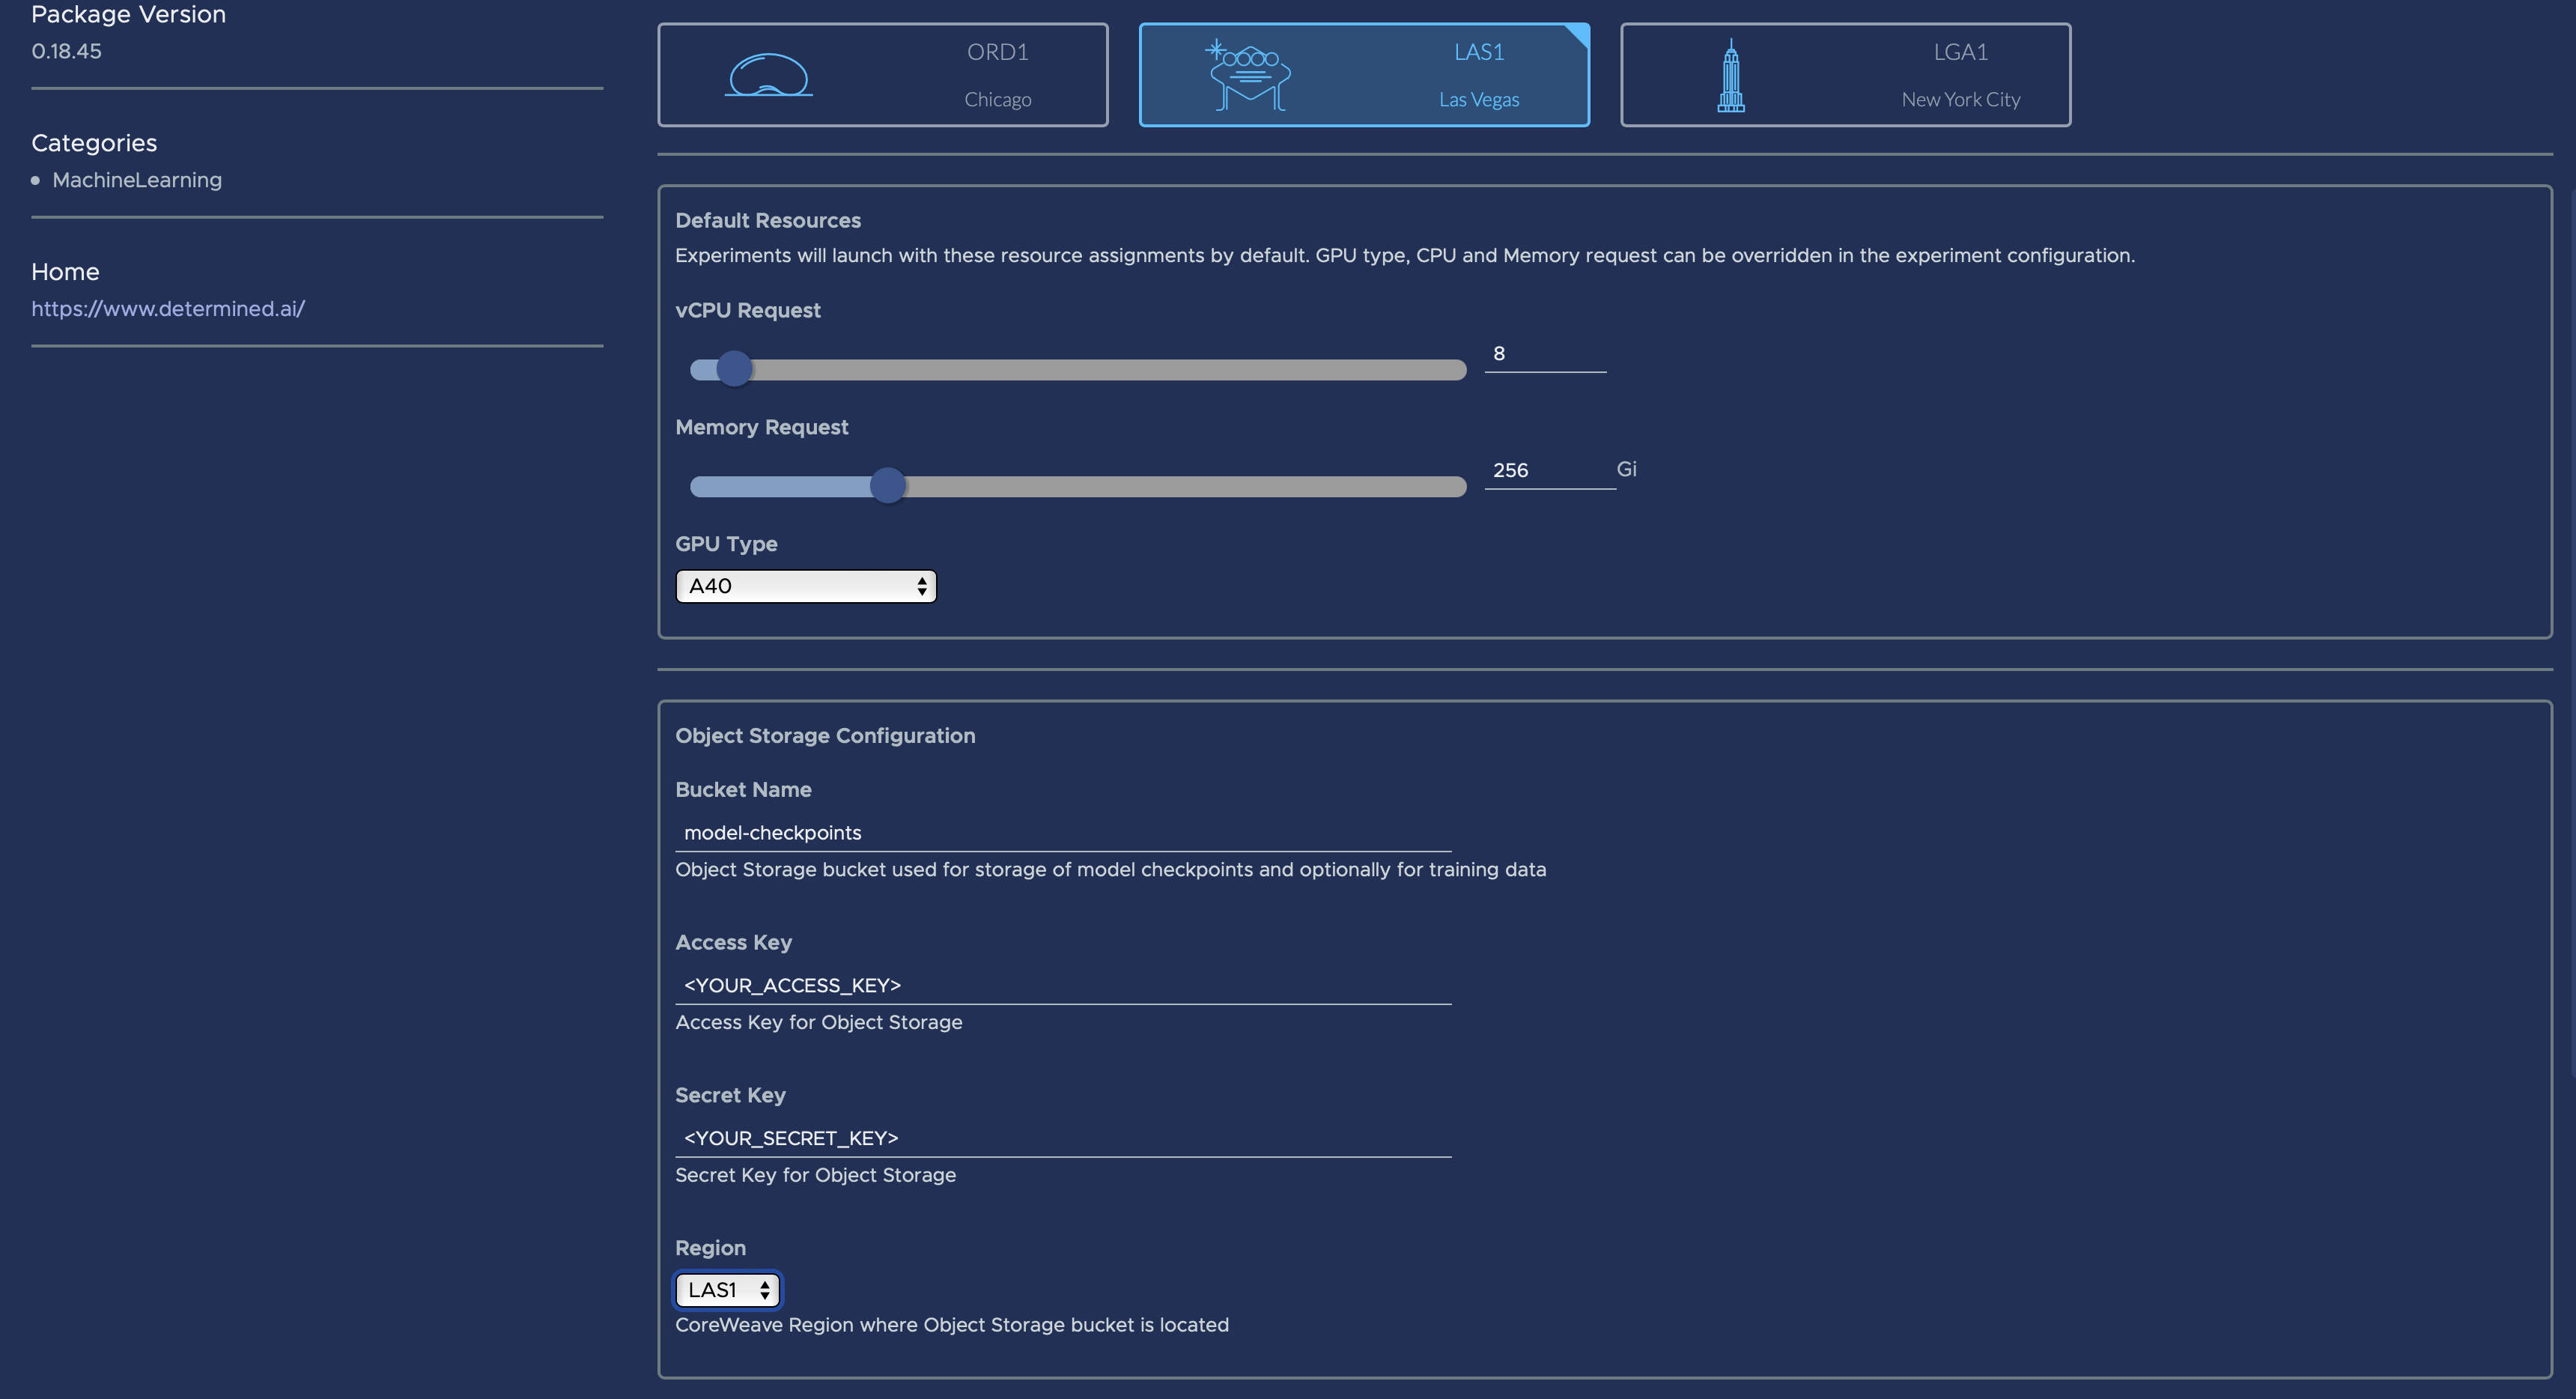 Package Version
0.18.45
Categories
MachineLearning
Home
https://www.determined.ai/
ORD1
Chicago
LAS1
Las Vegas
LGA1
New York City
Default Resources
Experiments will launch with these resource assignments by default. GPU type, CPU and Memory request can be overridden in the experiment configuration.
vCPU Request
8
Memory Request
256 Gi
GPU Type
A40
Object Storage Configuration
Bucket Name
model-checkpoints
Object Storage bucket used for storage of model checkpoints and optionally for training data
Access Key
<YOUR_ACCESS_KEY>
Access Key for Object Storage
Secret Key
<YOUR_SECRET_KEY>
Secret Key for Object Storage
Region
LAS1
CoreWeave Region where Object Storage bucket is located